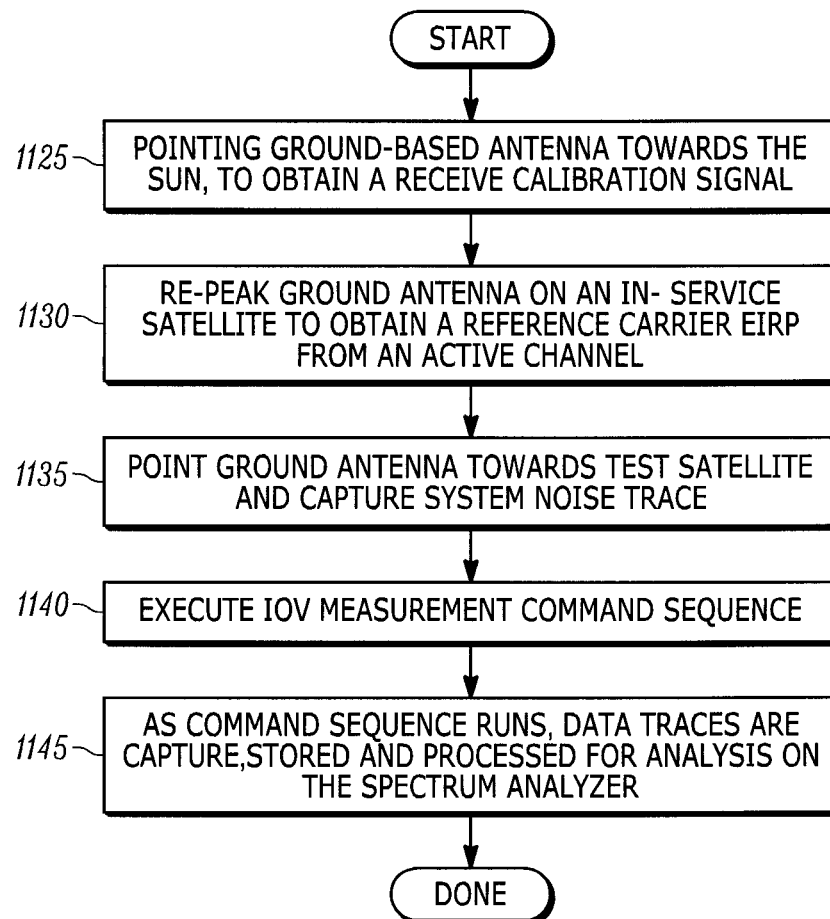 START
1125
POINTING GROUND-BASED ANTENNA TOWARDS THE
SUN, TO OBTAIN A RECEIVE CALIBRATION SIGNAL
1130
RE-PEAK GROUND ANTENNA ON AN IN- SERVICE
SATELLITE TO OBTAIN A REFERENCE CARRIER EIRP
FROM AN ACTIVE CHANNEL
1135
POINT GROUND ANTENNA TOWARDS TEST SATELLITE
AND CAPTURE SYSTEM NOISE TRACE
1140
EXECUTE IOV MEASUREMENT COMMAND SEQUENCE
1145
AS COMMAND SEQUENCE RUNS, DATA TRACES ARE
CAPTURE,STORED AND PROCESSED FOR ANALYSIS ON
THE SPECTRUM ANALYZER
DONE